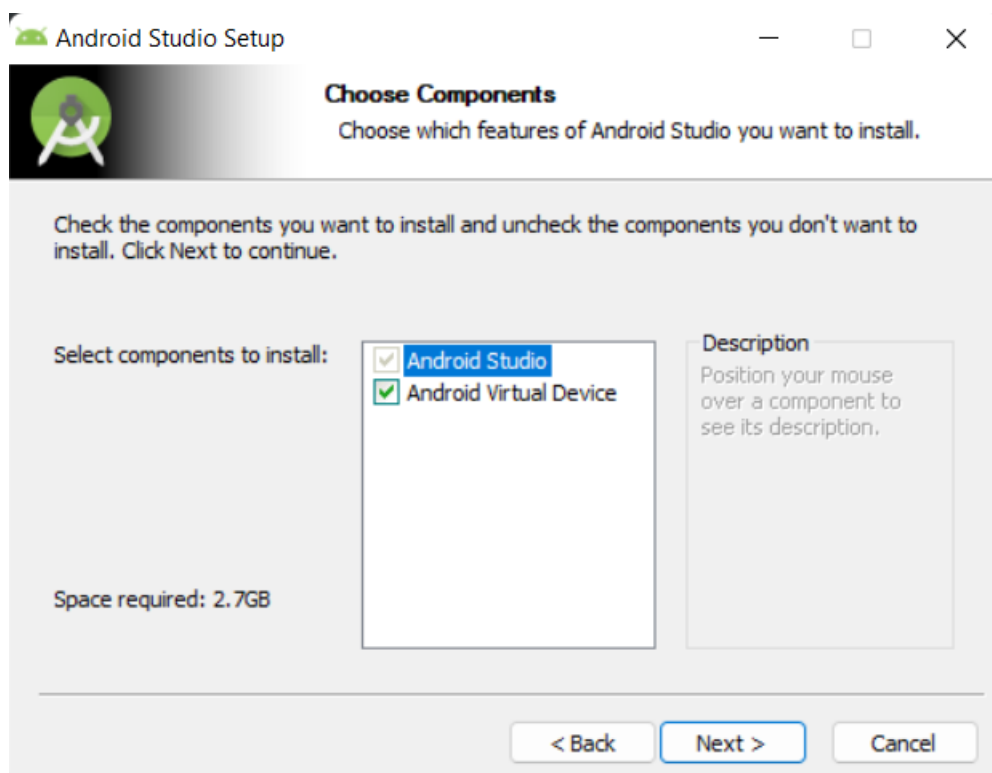 Android Studio Setup
Choose Components
Choose which features of Android Studio you want to install.
Check the components you want to install and uncheck the components you don't want to
install. Click Next to continue.
Select components to install:
Android Studio
Android Virtual Device
Description
Position your mouse
over a component to
see its description.
Space required: 2.7GB
< Back
Next >
Cancel